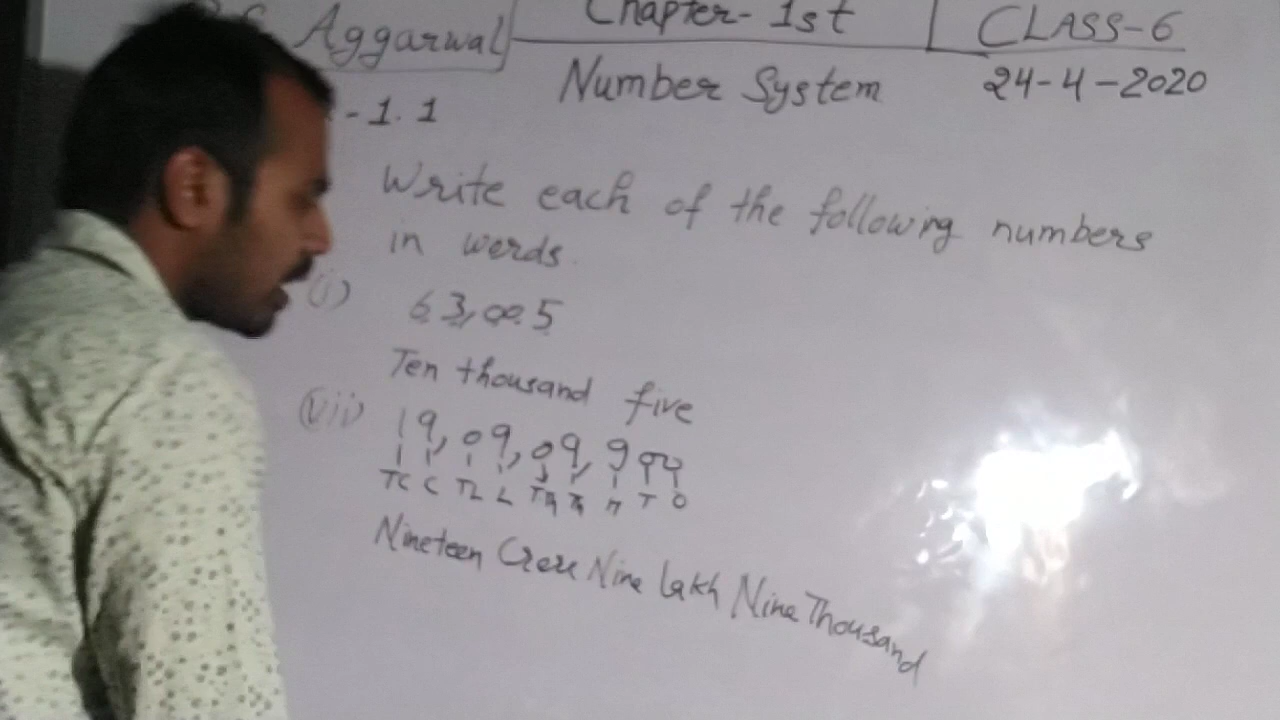 Aggarwal Chapter- 1st CLASS-6
Number System 24-4-2020
-1.1
Write each of the following numbers
in words.
(i) 63,005
Ten thousand five
(vii) 19,09,09,994
TC C TL L TTh Th H T O
Nineteen Crore Nine lakh Nine Thousand